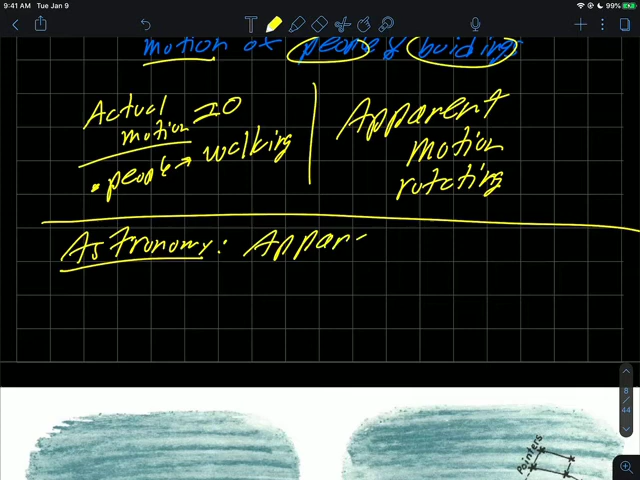 9:41 AM Tue Jan 9
99%
motion of people & building
Actual motion = 0
• people → walking
Apparent
motion
rotating
Astronomy: Appar
8
/
44
Pointers